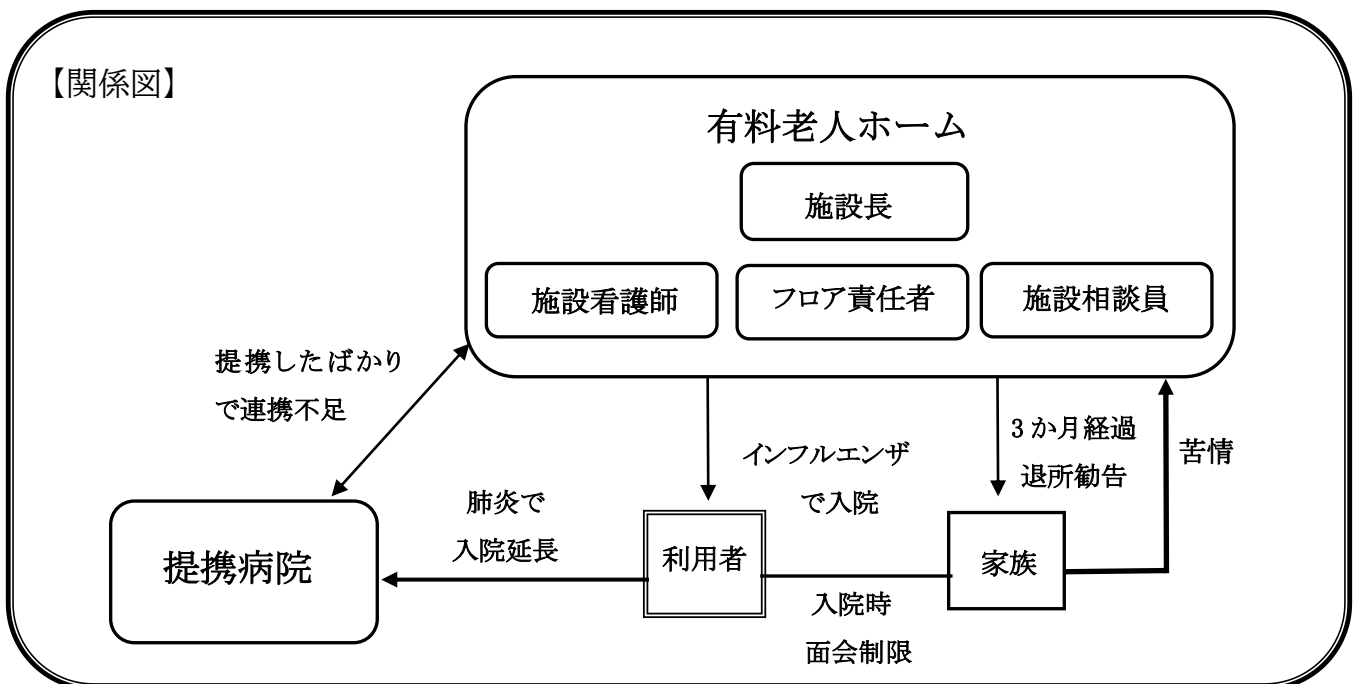 【関係図】
有料老人ホーム
施設長
施設看護師
フロア責任者
施設相談員
提携したばかり
で連携不足
インフルエンザ
で入院
3か月経過
退所勧告
苦情
肺炎で
入院延長
提携病院
利用者
家族
入院時
面会制限